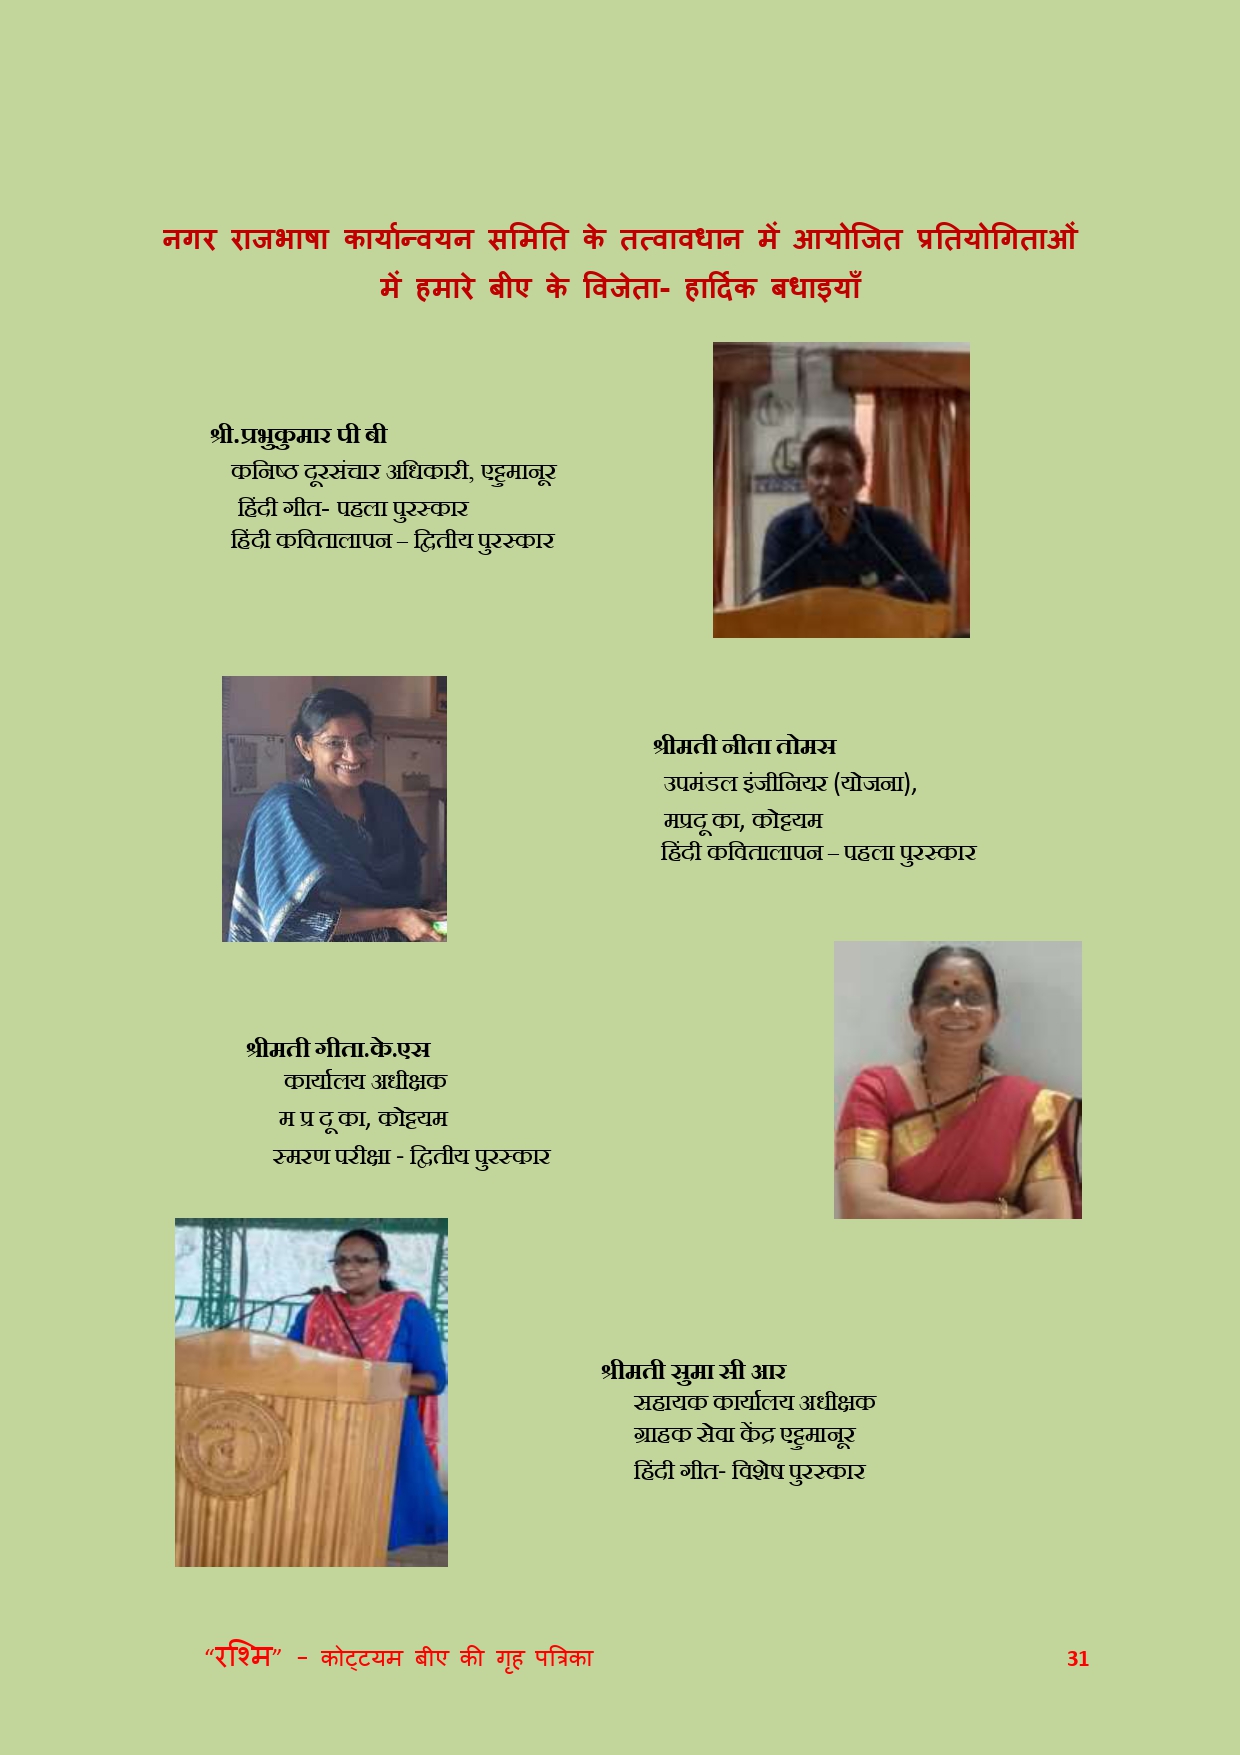 नगर राजभाषा कार्यान्वयन समिति के तत्वावधान में आयोजित प्रतियोगिताओं
में हमारे बीए के विजेता- हार्दिक बधाइयाँ
श्री.प्रभुकुमार पी बी
कनिष्ठ दूरसंचार अधिकारी, एट्टुमानूर
हिंदी गीत- पहला पुरस्कार
हिंदी कवितालापन – द्वितीय पुरस्कार
श्रीमती नीता तोमस
उपमंडल इंजीनियर (योजना),
मप्रदू का, कोट्टयम
हिंदी कवितालापन – पहला पुरस्कार
श्रीमती गीता.के.एस
कार्यालय अधीक्षक
म प्र दू का, कोट्टयम
स्मरण परीक्षा - द्वितीय पुरस्कार
श्रीमती सुमा सी आर
सहायक कार्यालय अधीक्षक
ग्राहक सेवा केंद्र एट्टुमानूर
हिंदी गीत- विशेष पुरस्कार
“रश्मि” – कोट्टयम बीए की गृह पत्रिका 31